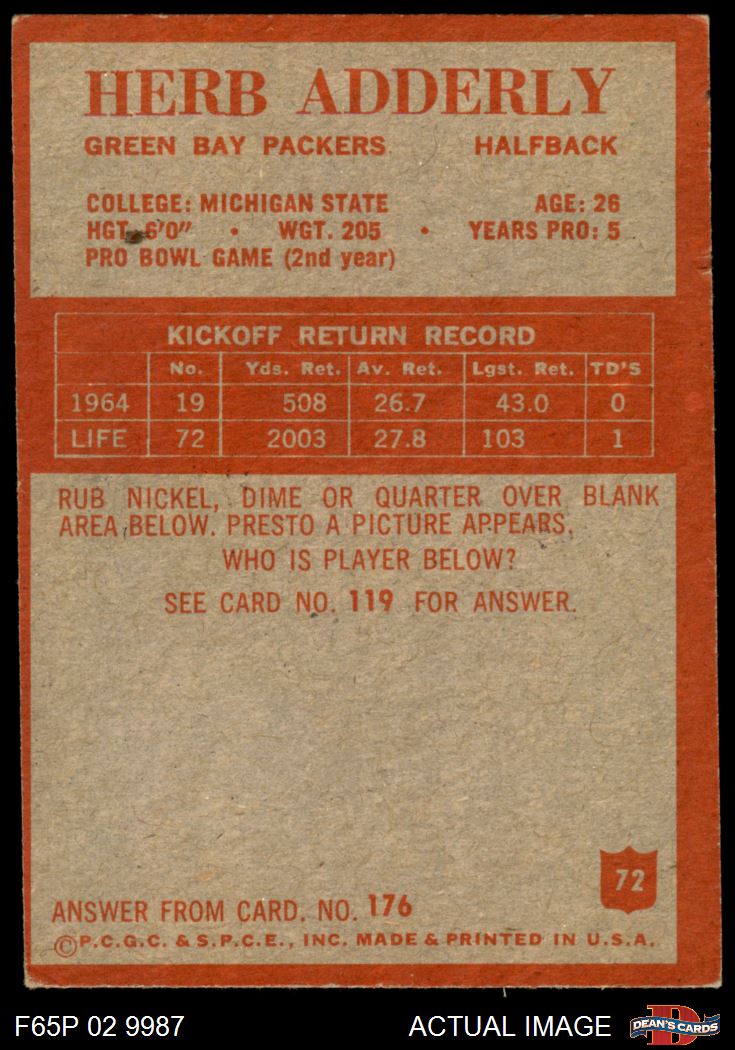 HERB ADDERLY
GREEN BAY PACKERS HALFBACK
COLLEGE: MICHIGAN STATE AGE: 26
HGT. 6'0" • WGT. 205 • YEARS PRO: 5
PRO BOWL GAME (2nd year)
KICKOFF RETURN RECORD
No. Yds. Ret. Av. Ret. Lgst. Ret. TD'S
1964 19 508 26.7 43.0 0
LIFE 72 2003 27.8 103 1
RUB NICKEL, DIME OR QUARTER OVER BLANK
AREA BELOW. PRESTO A PICTURE APPEARS.
WHO IS PLAYER BELOW?
SEE CARD NO. 119 FOR ANSWER.
72
ANSWER FROM CARD. NO. 176
©P.C.G.C. & S.P.C.E., INC. MADE & PRINTED IN U.S.A.
F65P 02 9987 ACTUAL IMAGE D DEAN'S CARDS